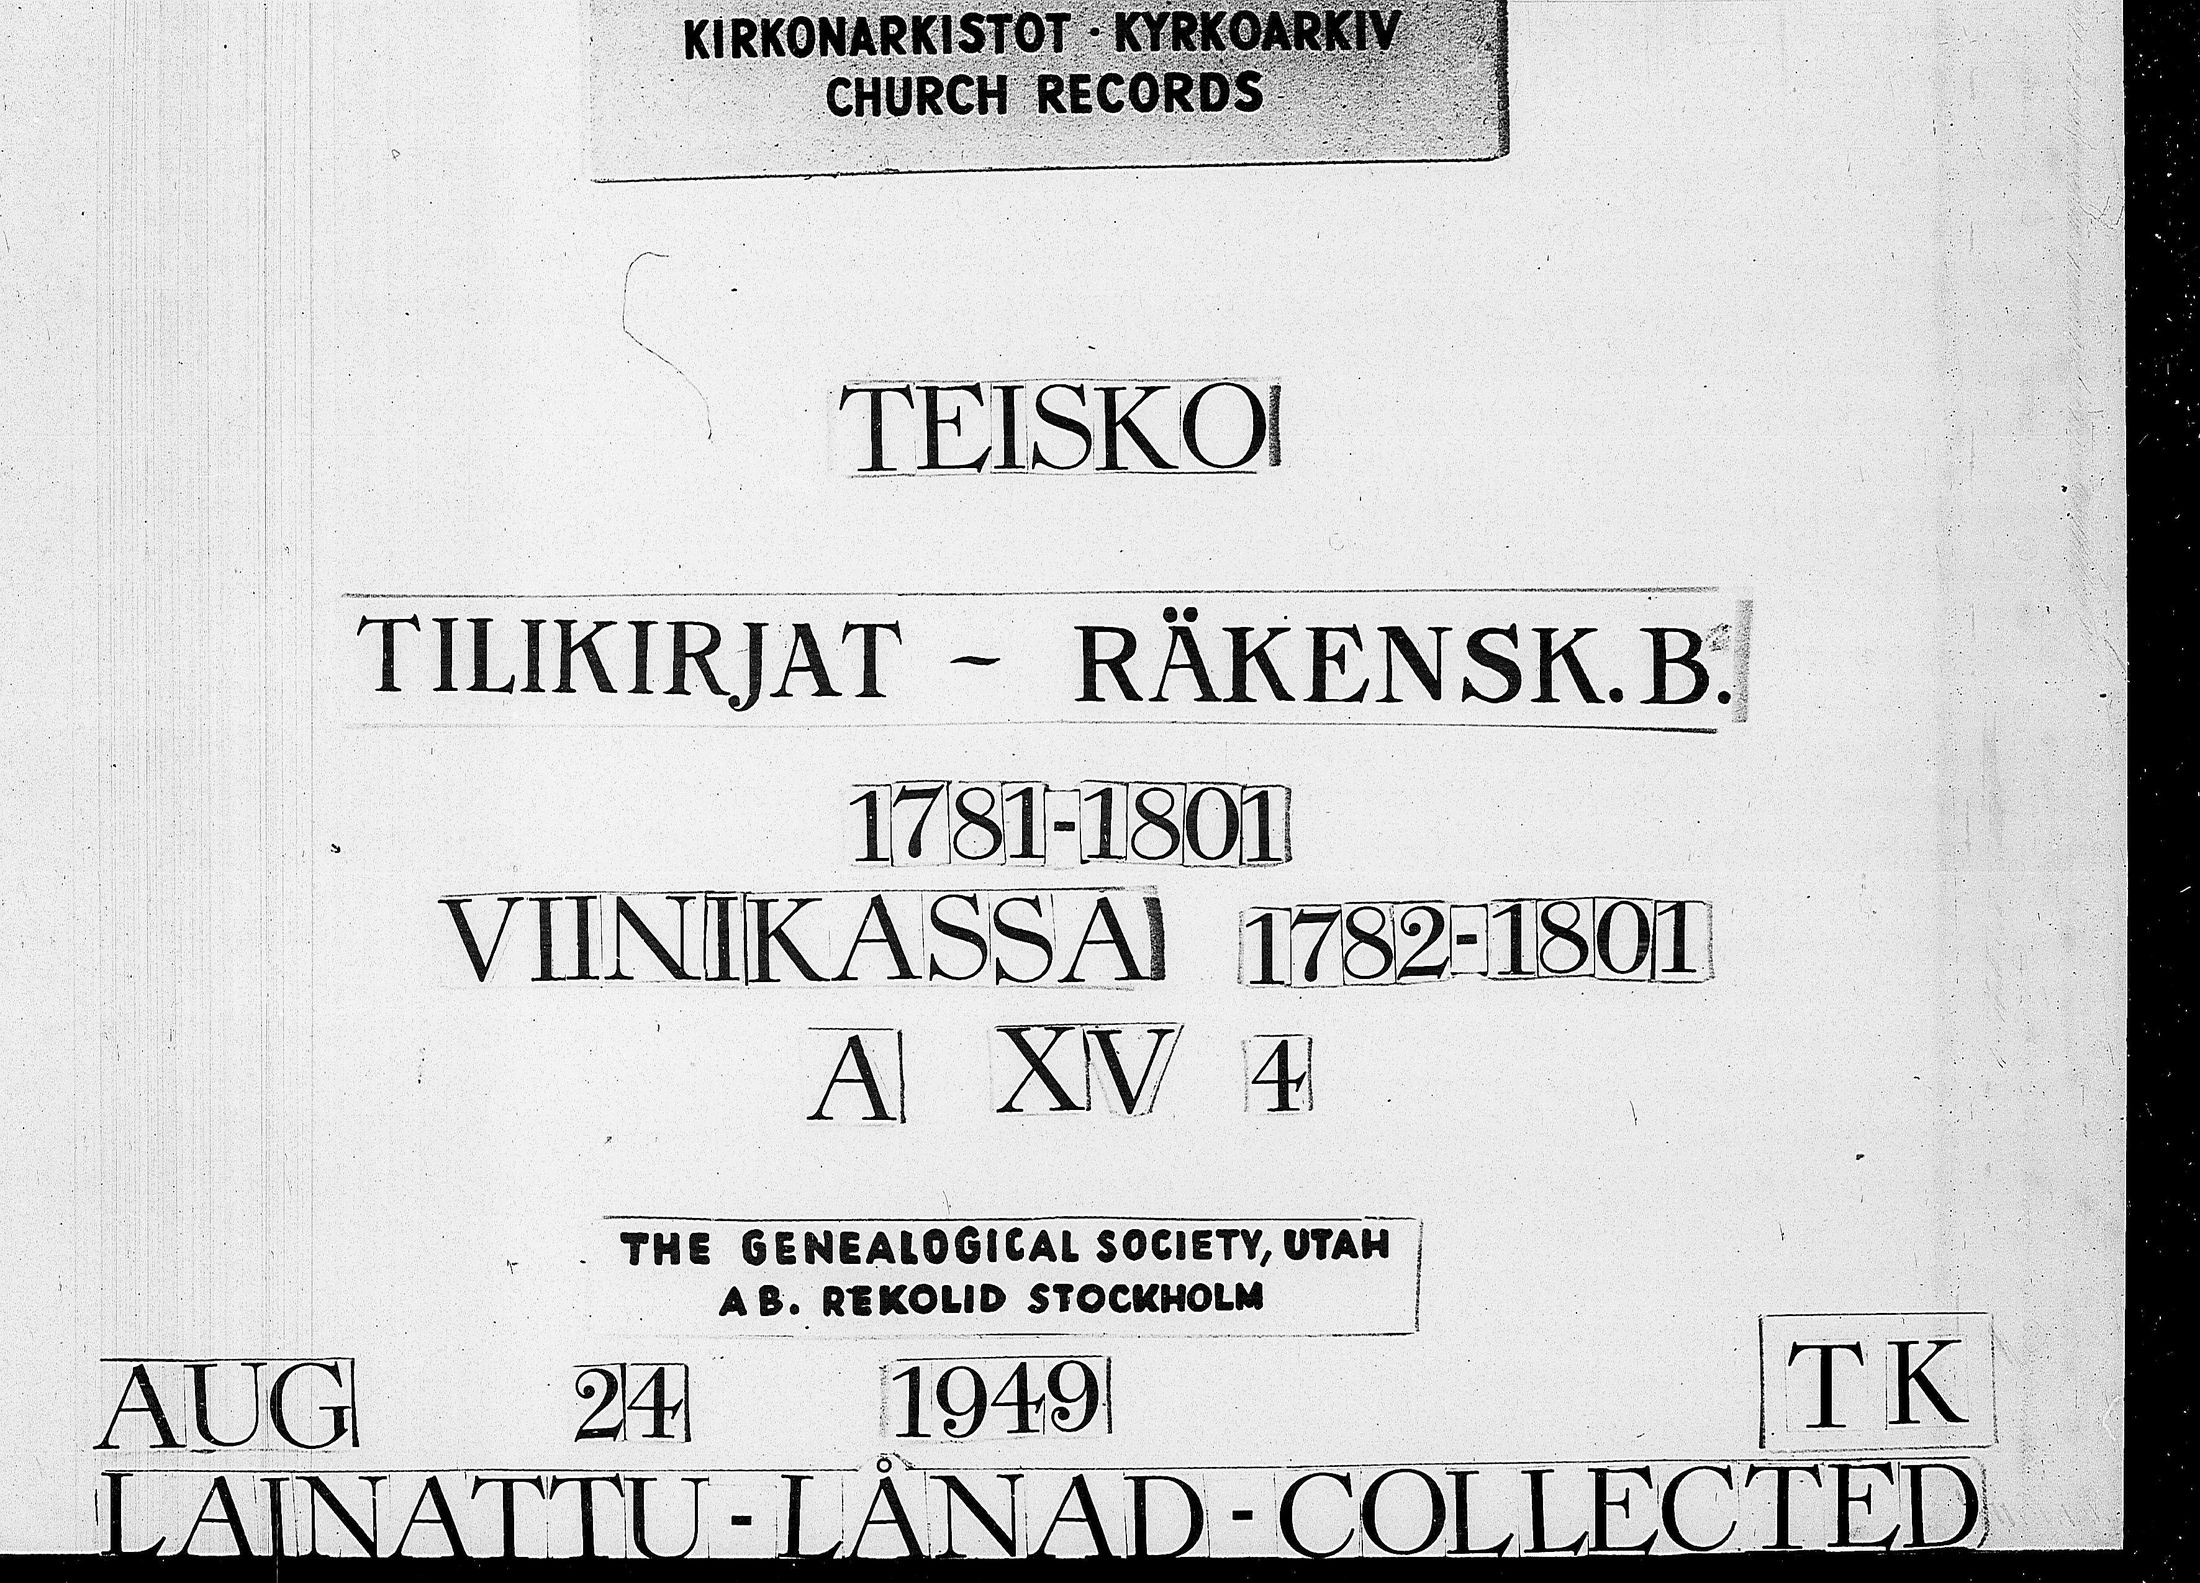 KIRKONARKISTOT · KYRKOARKIV
CHURCH RECORDS
TEISKO
TILIKIRJAT - RÄKENSK. B.
1781-1801
VIINIKASSA 1782-1801
A XV 4
THE GENEALOGICAL SOCIETY, UTAH
AB. REKOLID STOCKHOLM
AUG 24 1949 TK
LAINATTU - LÅNAD - COLLECTED